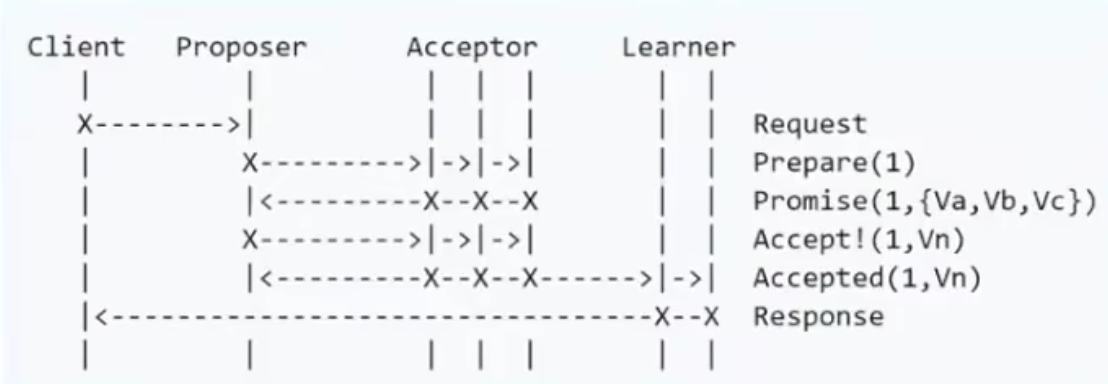 Client   Proposer      Acceptor     Learner
   |         |          |  |  |       |  |
   X-------->|          |  |  |       |  |  Request
   |         X--------->|->|->|       |  |  Prepare(1)
   |         |<---------X--X--X       |  |  Promise(1,{Va,Vb,Vc})
   |         X--------->|->|->|       |  |  Accept!(1,Vn)
   |         |<---------X--X--X------>|->|  Accepted(1,Vn)
   |<---------------------------------X--X  Response
   |         |          |  |  |       |  |